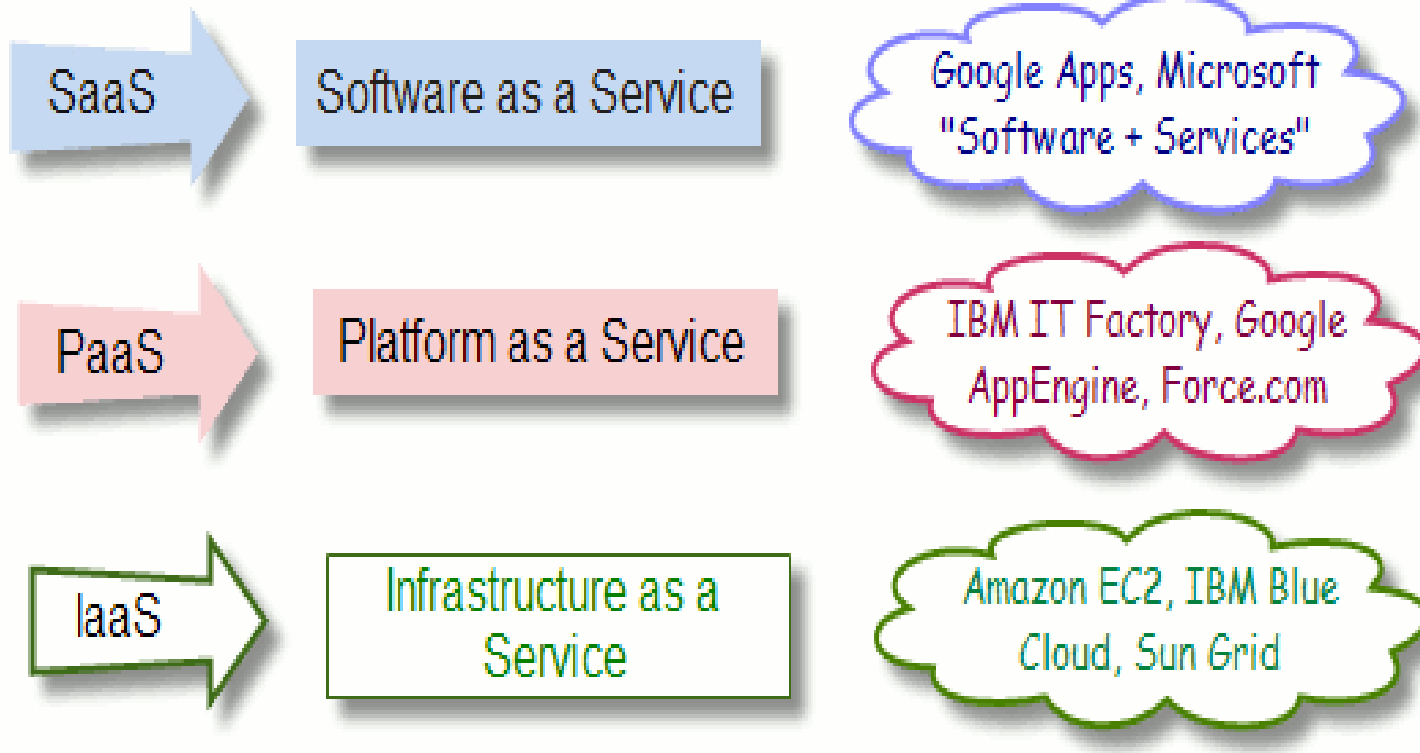 SaaS
Software as a Service
Google Apps, Microsoft
"Software + Services"
PaaS
Platform as a Service
IBM IT Factory, Google
AppEngine, Force.com
IaaS
Infrastructure as a
Service
Amazon EC2, IBM Blue
Cloud, Sun Grid